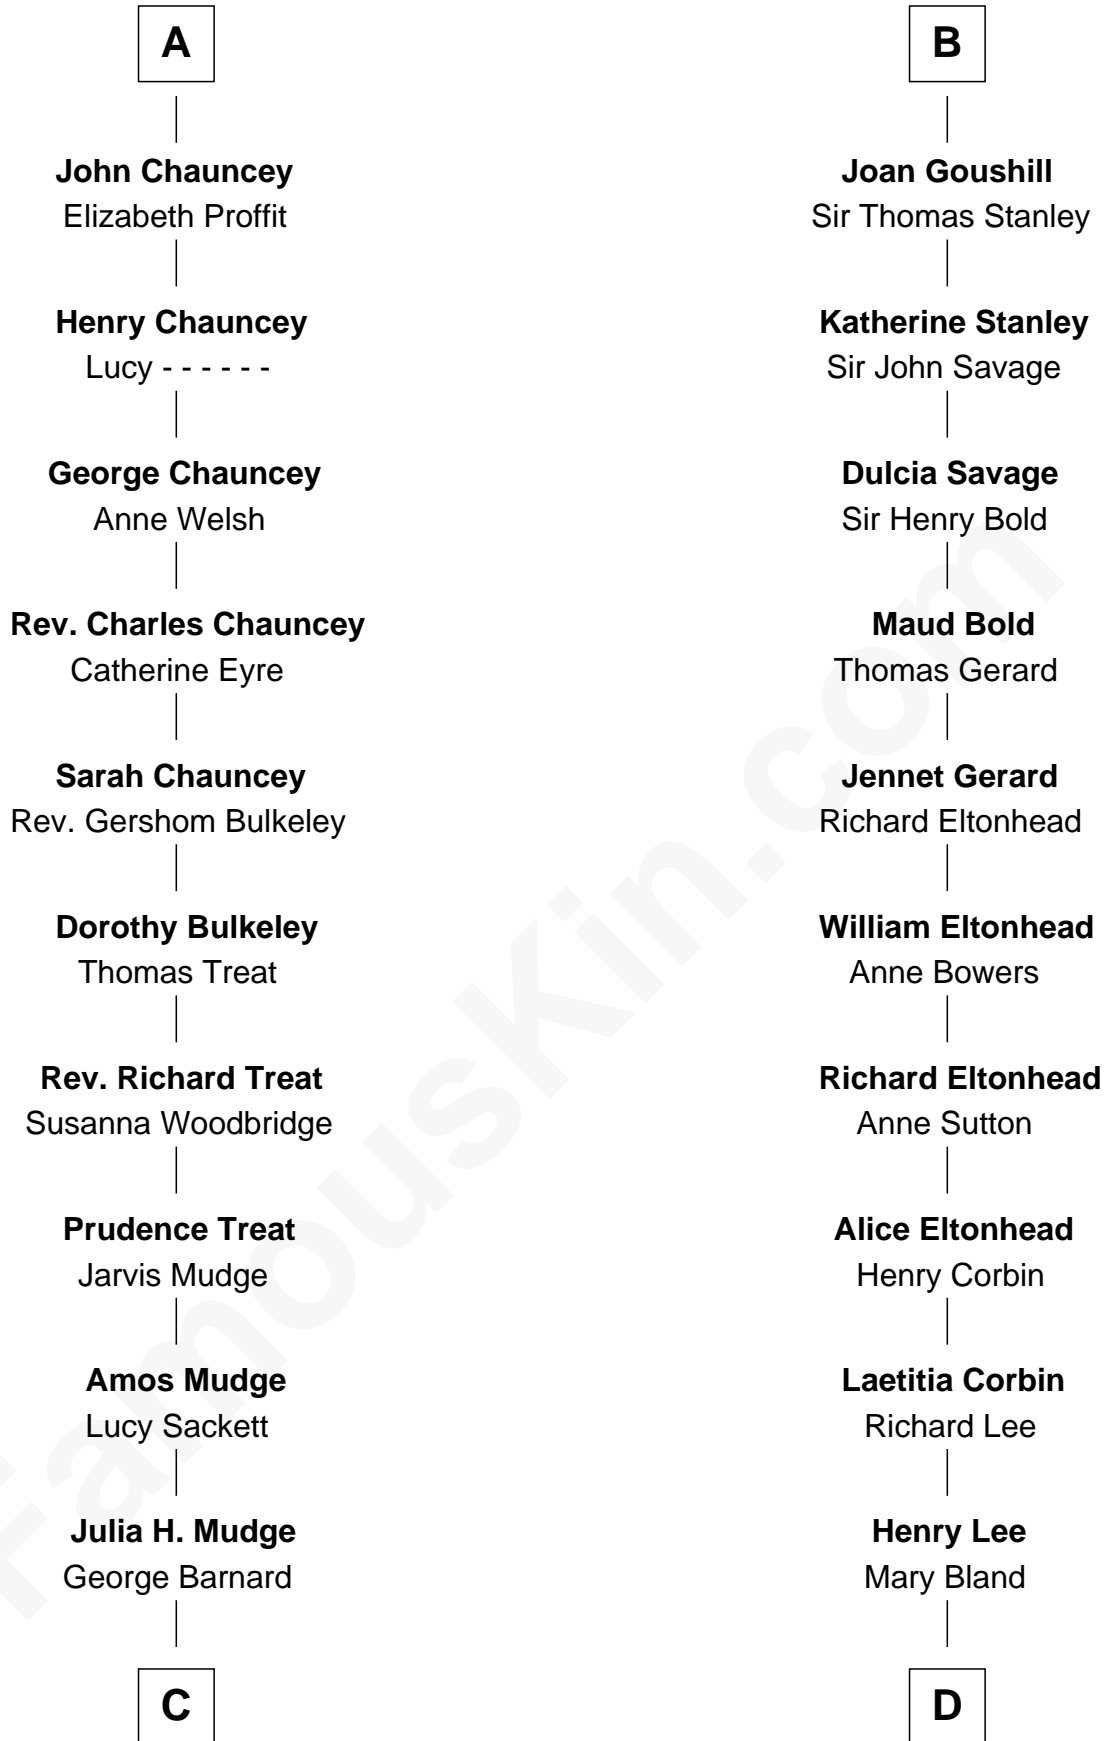 A
John Chauncey
Elizabeth Proffit
Henry Chauncey
Lucy - - - - - -
George Chauncey
Anne Welsh
Rev. Charles Chauncey
Catherine Eyre
Sarah Chauncey
Rev. Gershom Bulkeley
Dorothy Bulkeley
Thomas Treat
Rev. Richard Treat
Susanna Woodbridge
Prudence Treat
Jarvis Mudge
Amos Mudge
Lucy Sackett
Julia H. Mudge
George Barnard
C
B
Joan Goushill
Sir Thomas Stanley
Katherine Stanley
Sir John Savage
Dulcia Savage
Sir Henry Bold
Maud Bold
Thomas Gerard
Jennet Gerard
Richard Eltonhead
William Eltonhead
Anne Bowers
Richard Eltonhead
Anne Sutton
Alice Eltonhead
Henry Corbin
Laetitia Corbin
Richard Lee
Henry Lee
Mary Bland
D
FamousKin.com